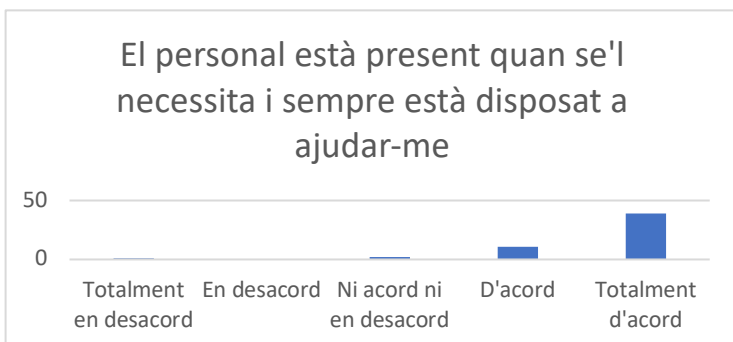 El personal està present quan se'l
necessita i sempre està disposat a
ajudar-me
50
0
Totalment
en desacord
En desacord
Ni acord ni
en desacord
D'acord
Totalment
d'acord